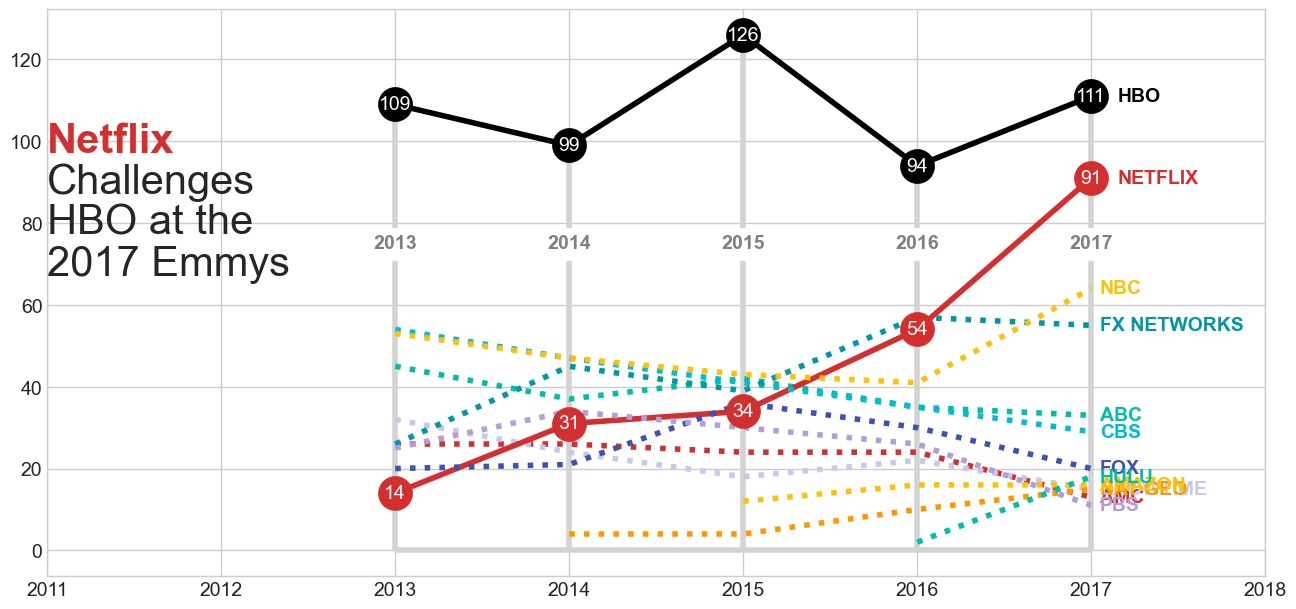 120
100
80
60
40
20
0
Netflix
Challenges
HBO at the
2017 Emmys
109
99
126
94
111
HBO
91
NETFLIX
2013
2014
2015
2016
2017
NBC
FX NETWORKS
54
31
34
14
ABC
CBS
FOX
HULU
AMC
PBS
2011
2012
2013
2014
2015
2016
2017
2018